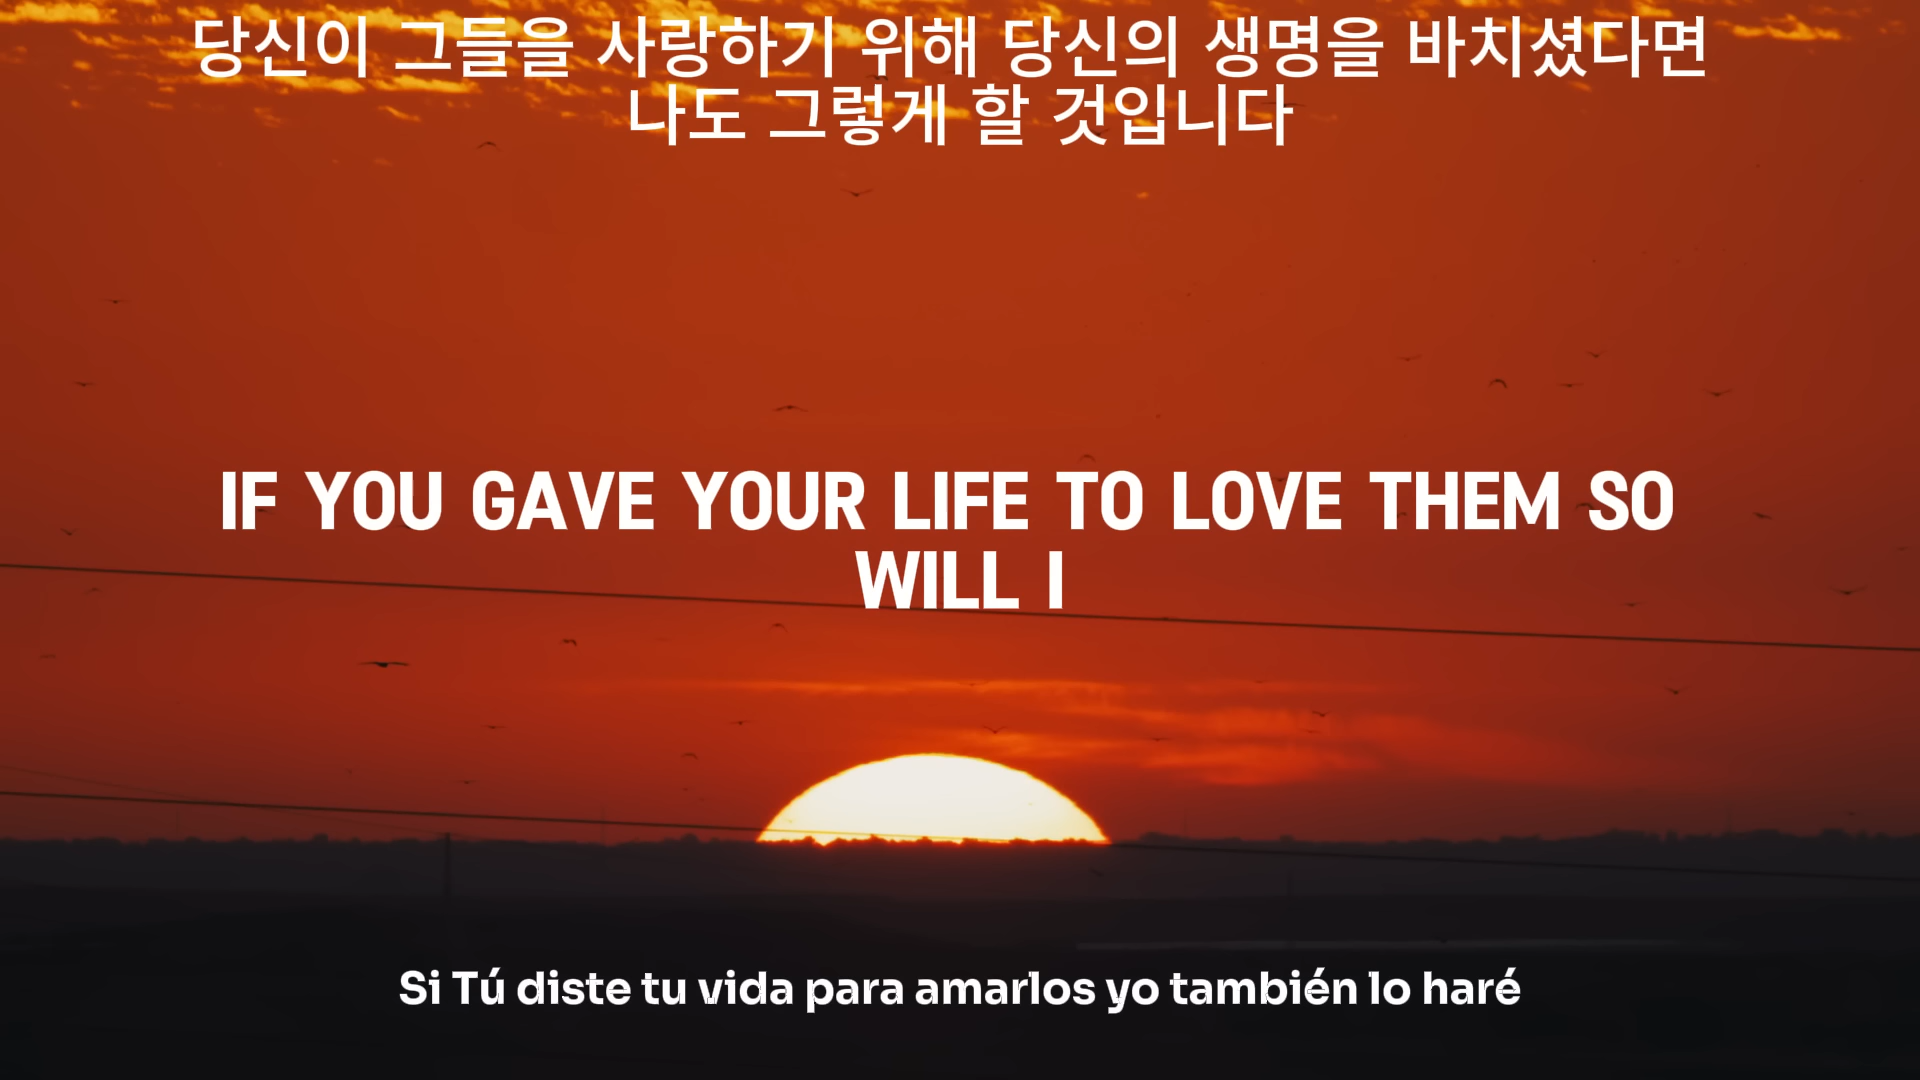 당신이 그들을 사랑하기 위해 당신의 생명을 바치셨다면
나도 그렇게 할 것입니다
IF YOU GAVE YOUR LIFE TO LOVE THEM SO
WILL I
Si Tú diste tu vida para amarlos yo también lo haré